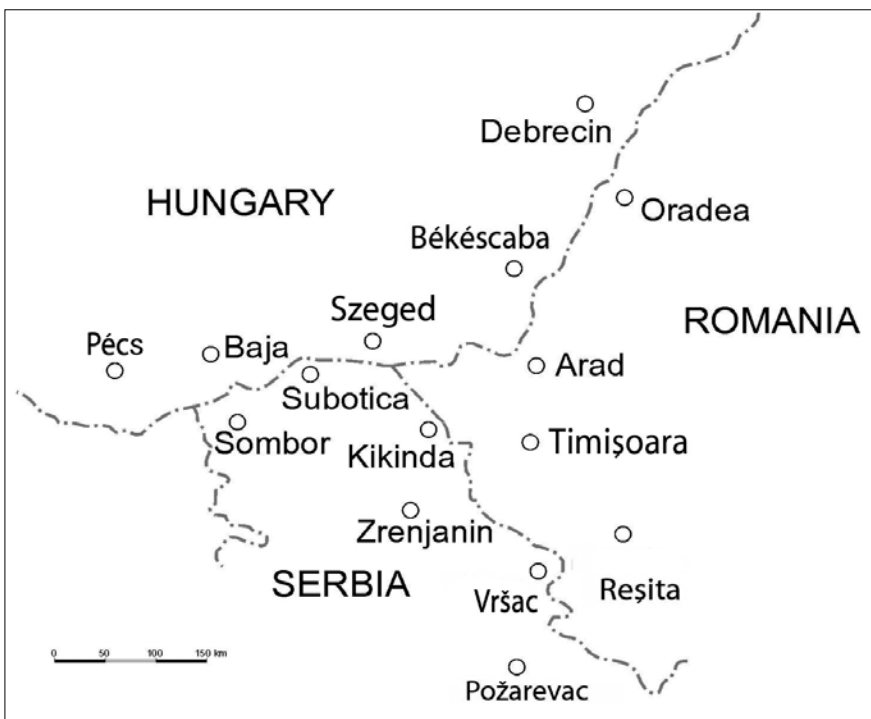 Debrecin
HUNGARY
Oradea
Békéscaba
Szeged
ROMANIA
Pécs
Baja
Arad
Subotica
Sombor
Kikinda
Timişoara
Zrenjanin
SERBIA
Vršac
Reşita
0 50 100 150 km
Požarevac